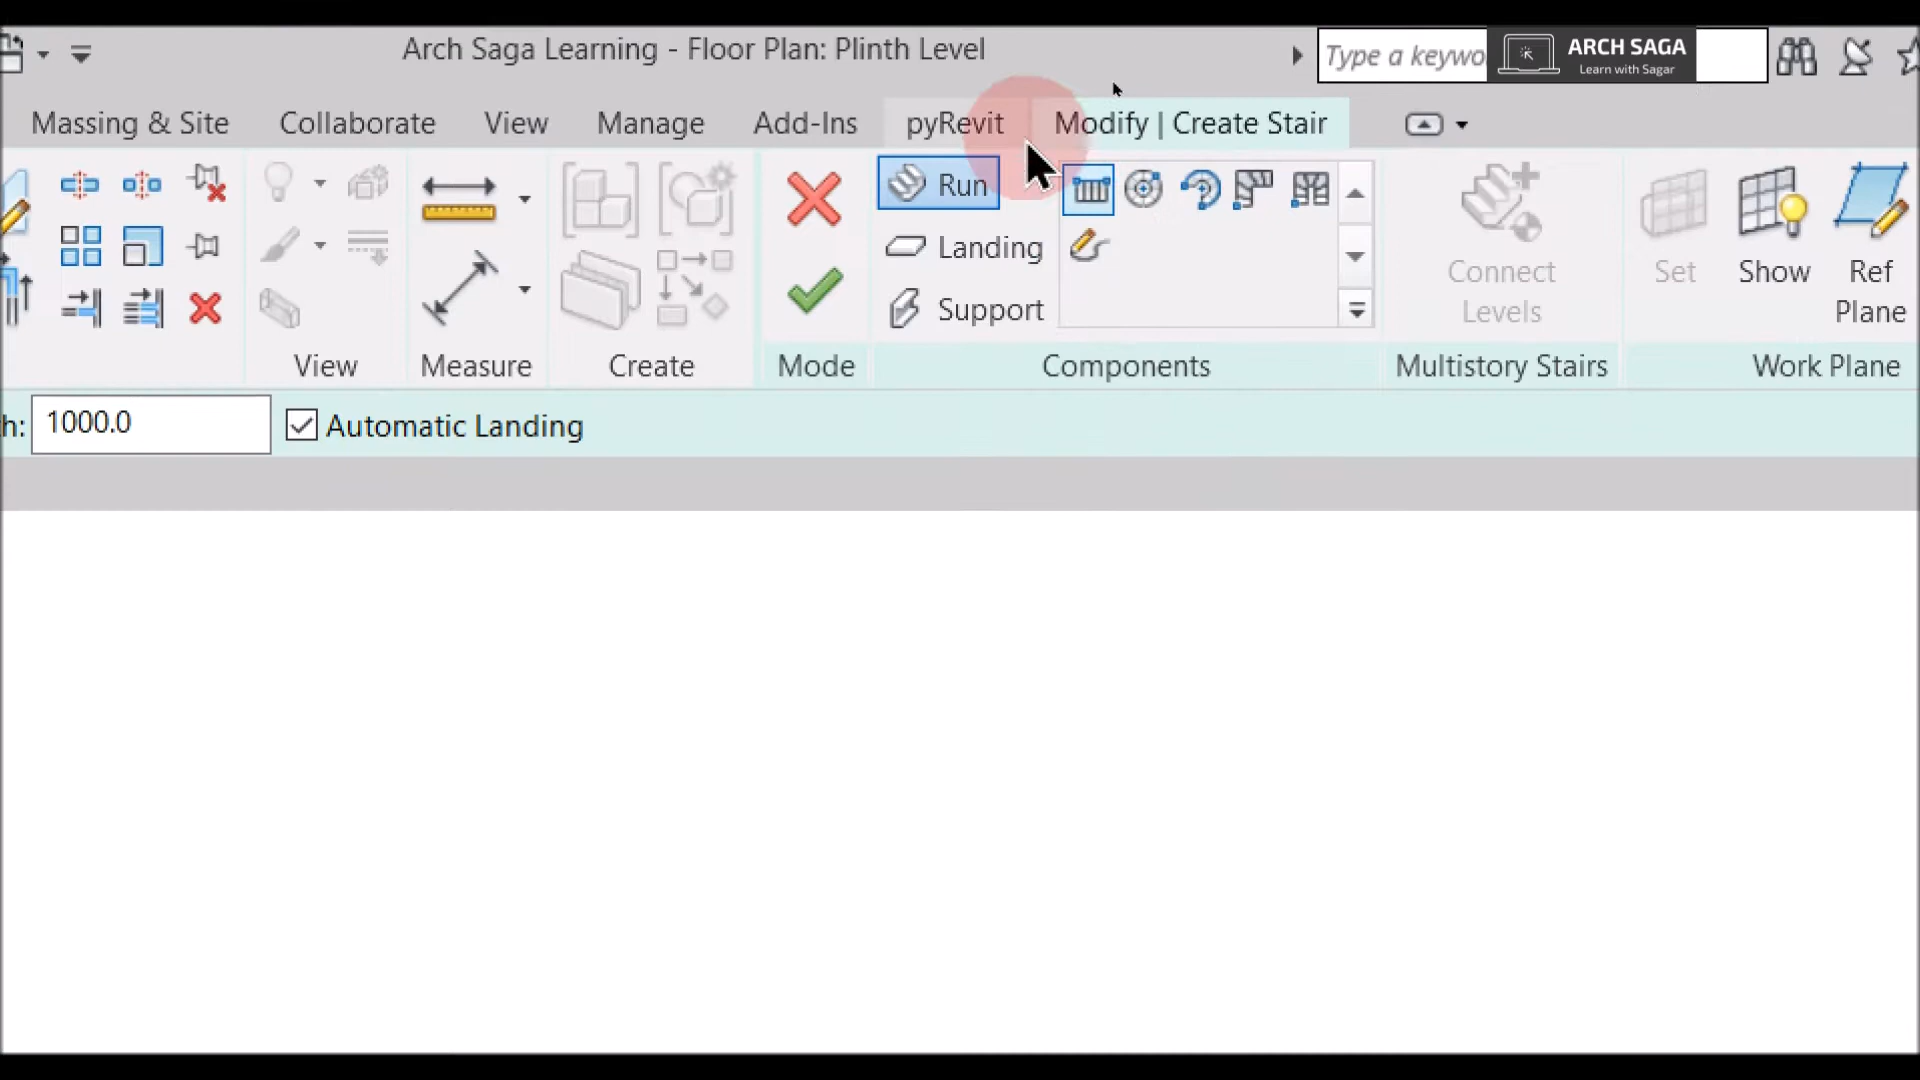 Arch Saga Learning - Floor Plan: Plinth Level
Type a keywo
ARCH SAGA
Learn with Sagar
Massing & Site
Collaborate
View
Manage
Add-Ins
pyRevit
Modify | Create Stair
Run
Landing
Support
Connect
Levels
Set
Show
Ref
Plane
View
Measure
Create
Mode
Components
Multistory Stairs
Work Plane
h:
1000.0
Automatic Landing